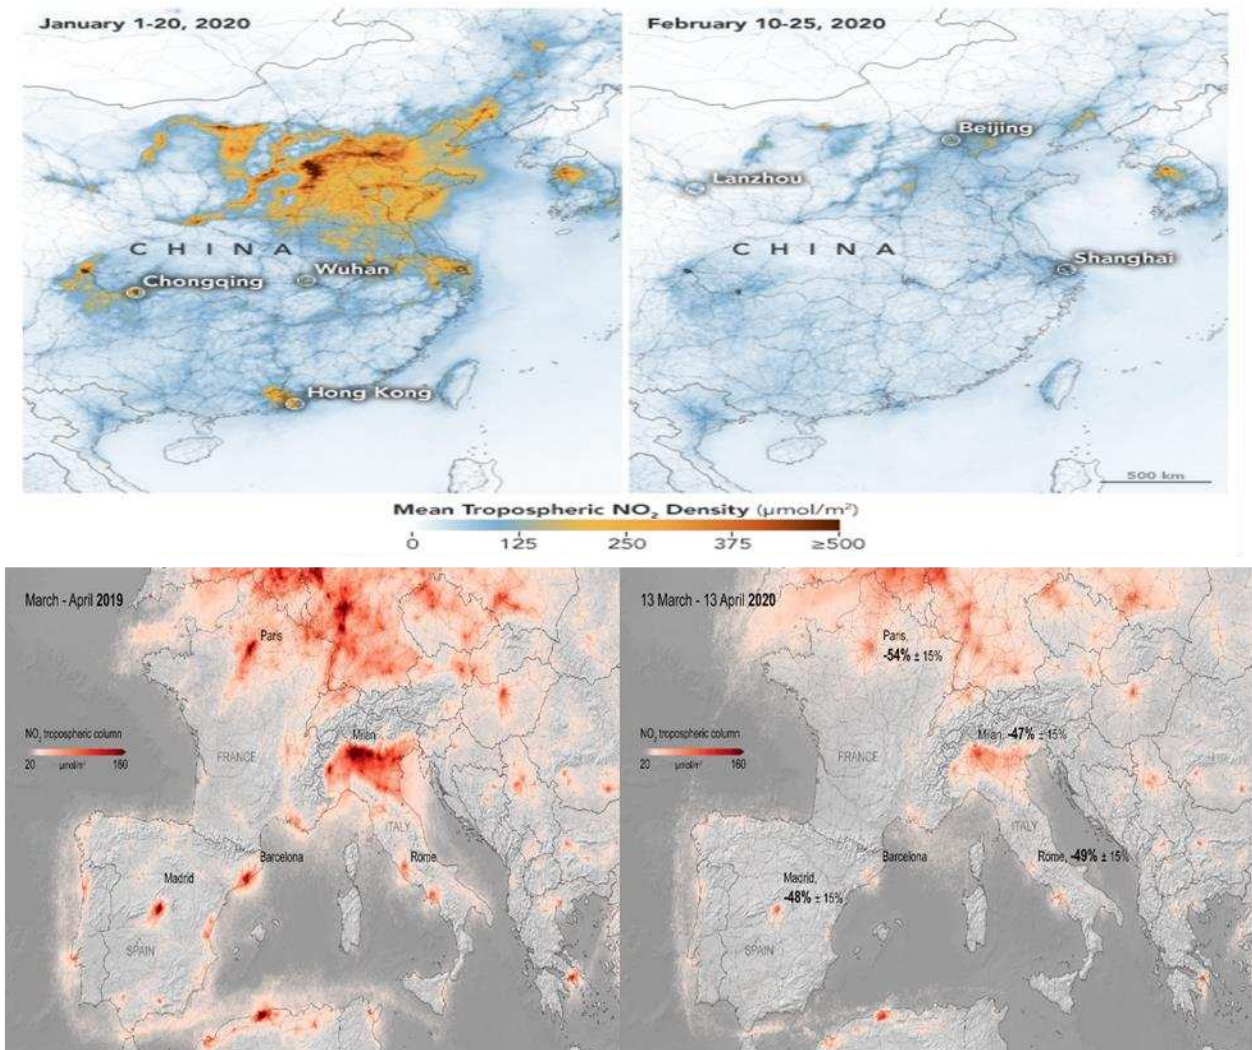 January 1-20, 2020
February 10-25, 2020
Beijing
Lanzhou
CHINA
CHINA
Wuhan
Shanghai
Chongqing
Hong Kong
500 km
Mean Tropospheric NO₂ Density (µmol/m²)
0 125 250 375 ≥500
March - April 2019
13 March - 13 April 2020
Paris
Paris,
-54% ± 15%
NO₂ tropospheric column
20 µmol/m² 160
FRANCE
Milan
ITALY
Barcelona
Rome
Madrid
SPAIN
NO₂ tropospheric column
20 µmol/m² 160
FRANCE
Milan, -47% ± 15%
ITALY
Barcelona
Rome, -49% ± 15%
Madrid,
-48% ± 15%
SPAIN